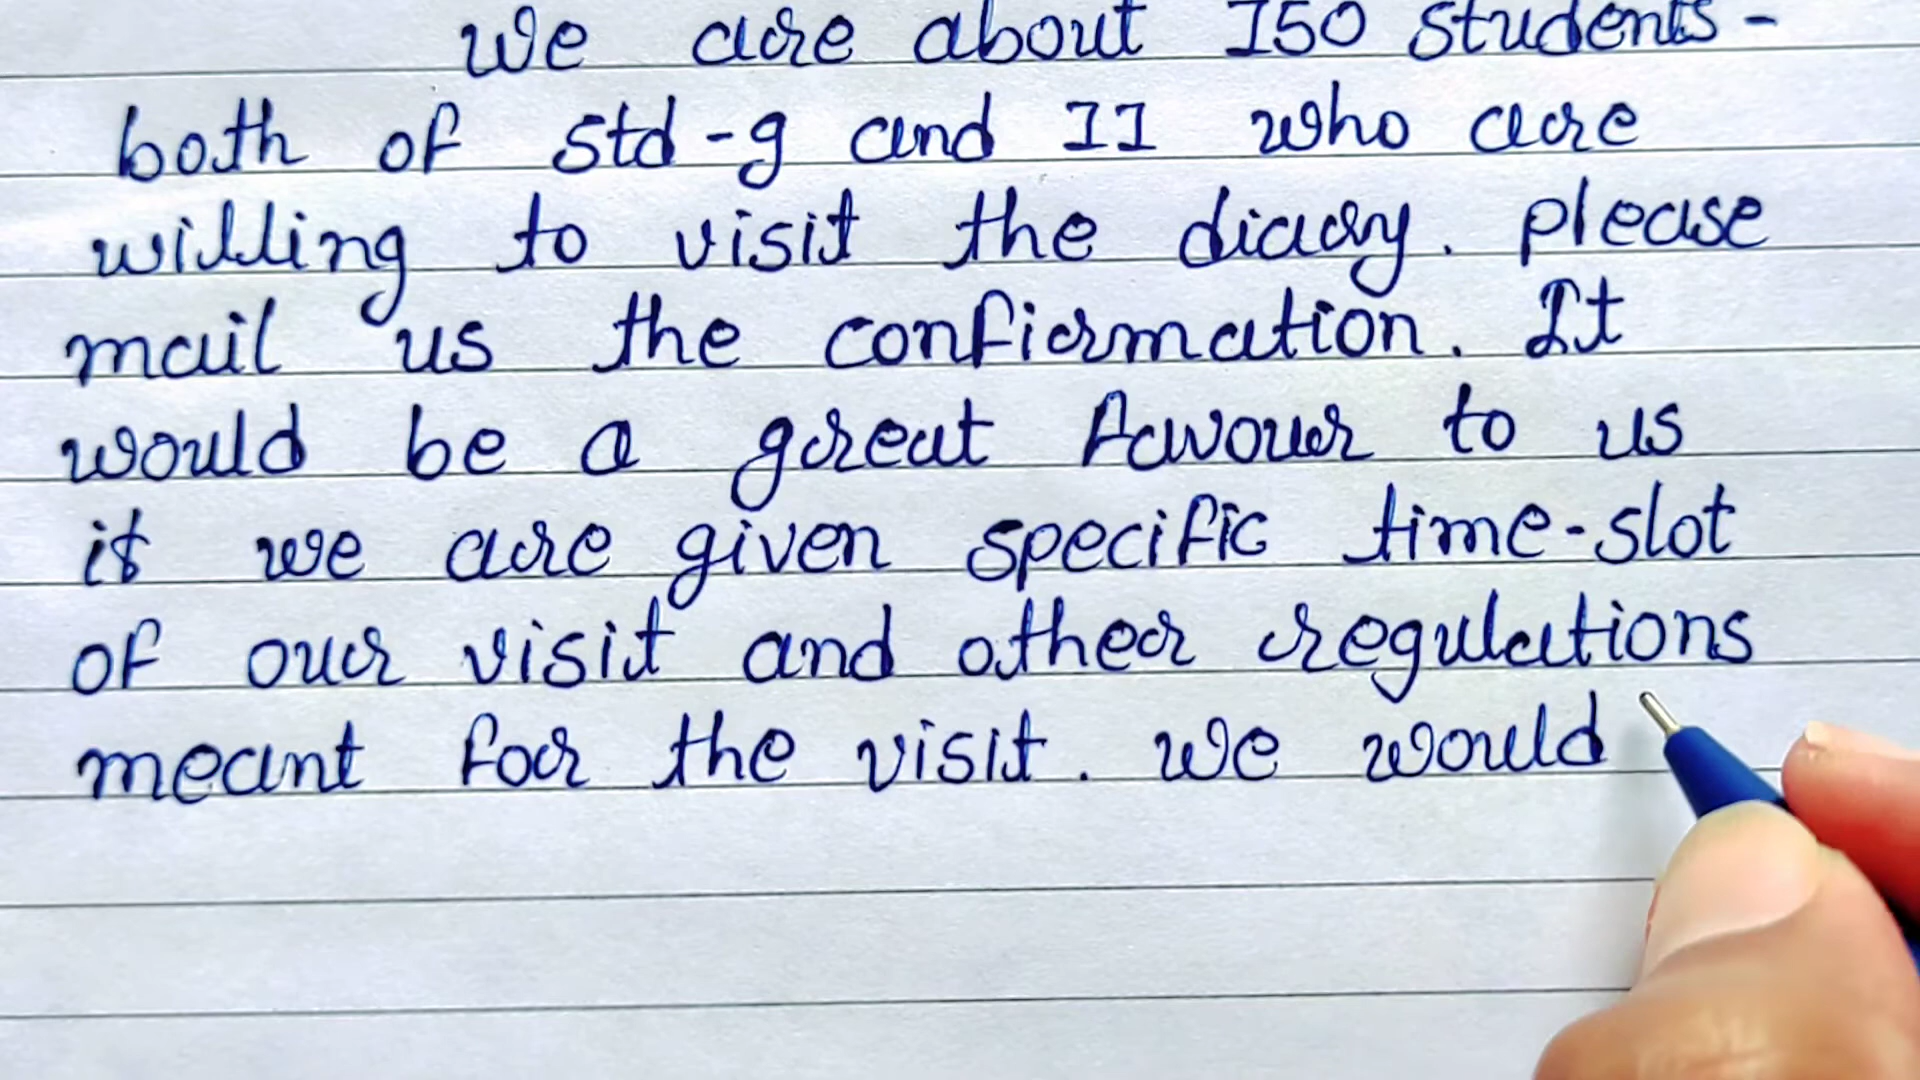 We are about 150 students -
both of std - 9 and 11 who are
willing to visit the diary. please
mail us the confirmation. It
would be a great favour to us
if we are given specific time-slot
of our visit and other regulations
meant for the visit. we would